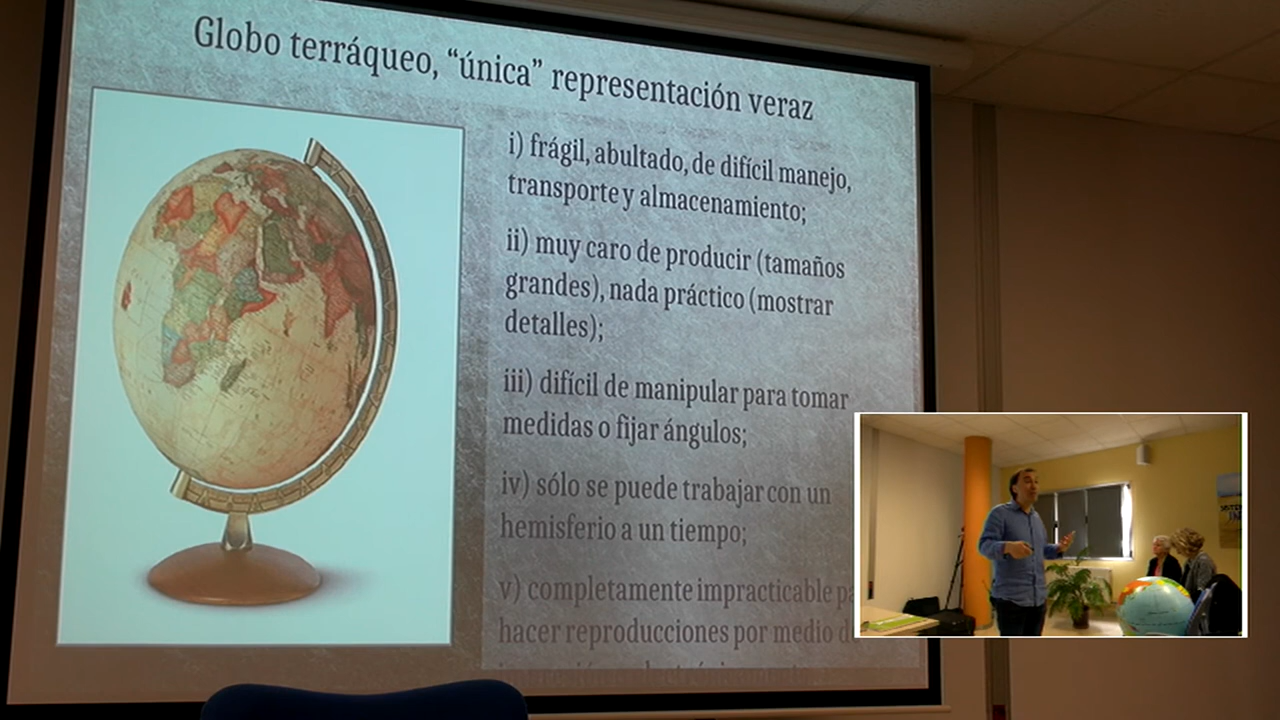 Globo terráqueo, “única” representación veraz
i) frágil, abultado, de difícil manejo,
transporte y almacenamiento;
ii) muy caro de producir (tamaños
grandes), nada práctico (mostrar
detalles);
iii) difícil de manipular para tomar
medidas o fijar ángulos;
iv) sólo se puede trabajar con un
hemisferio a un tiempo;
v) completamente impracticable
hacer reproducciones por medio